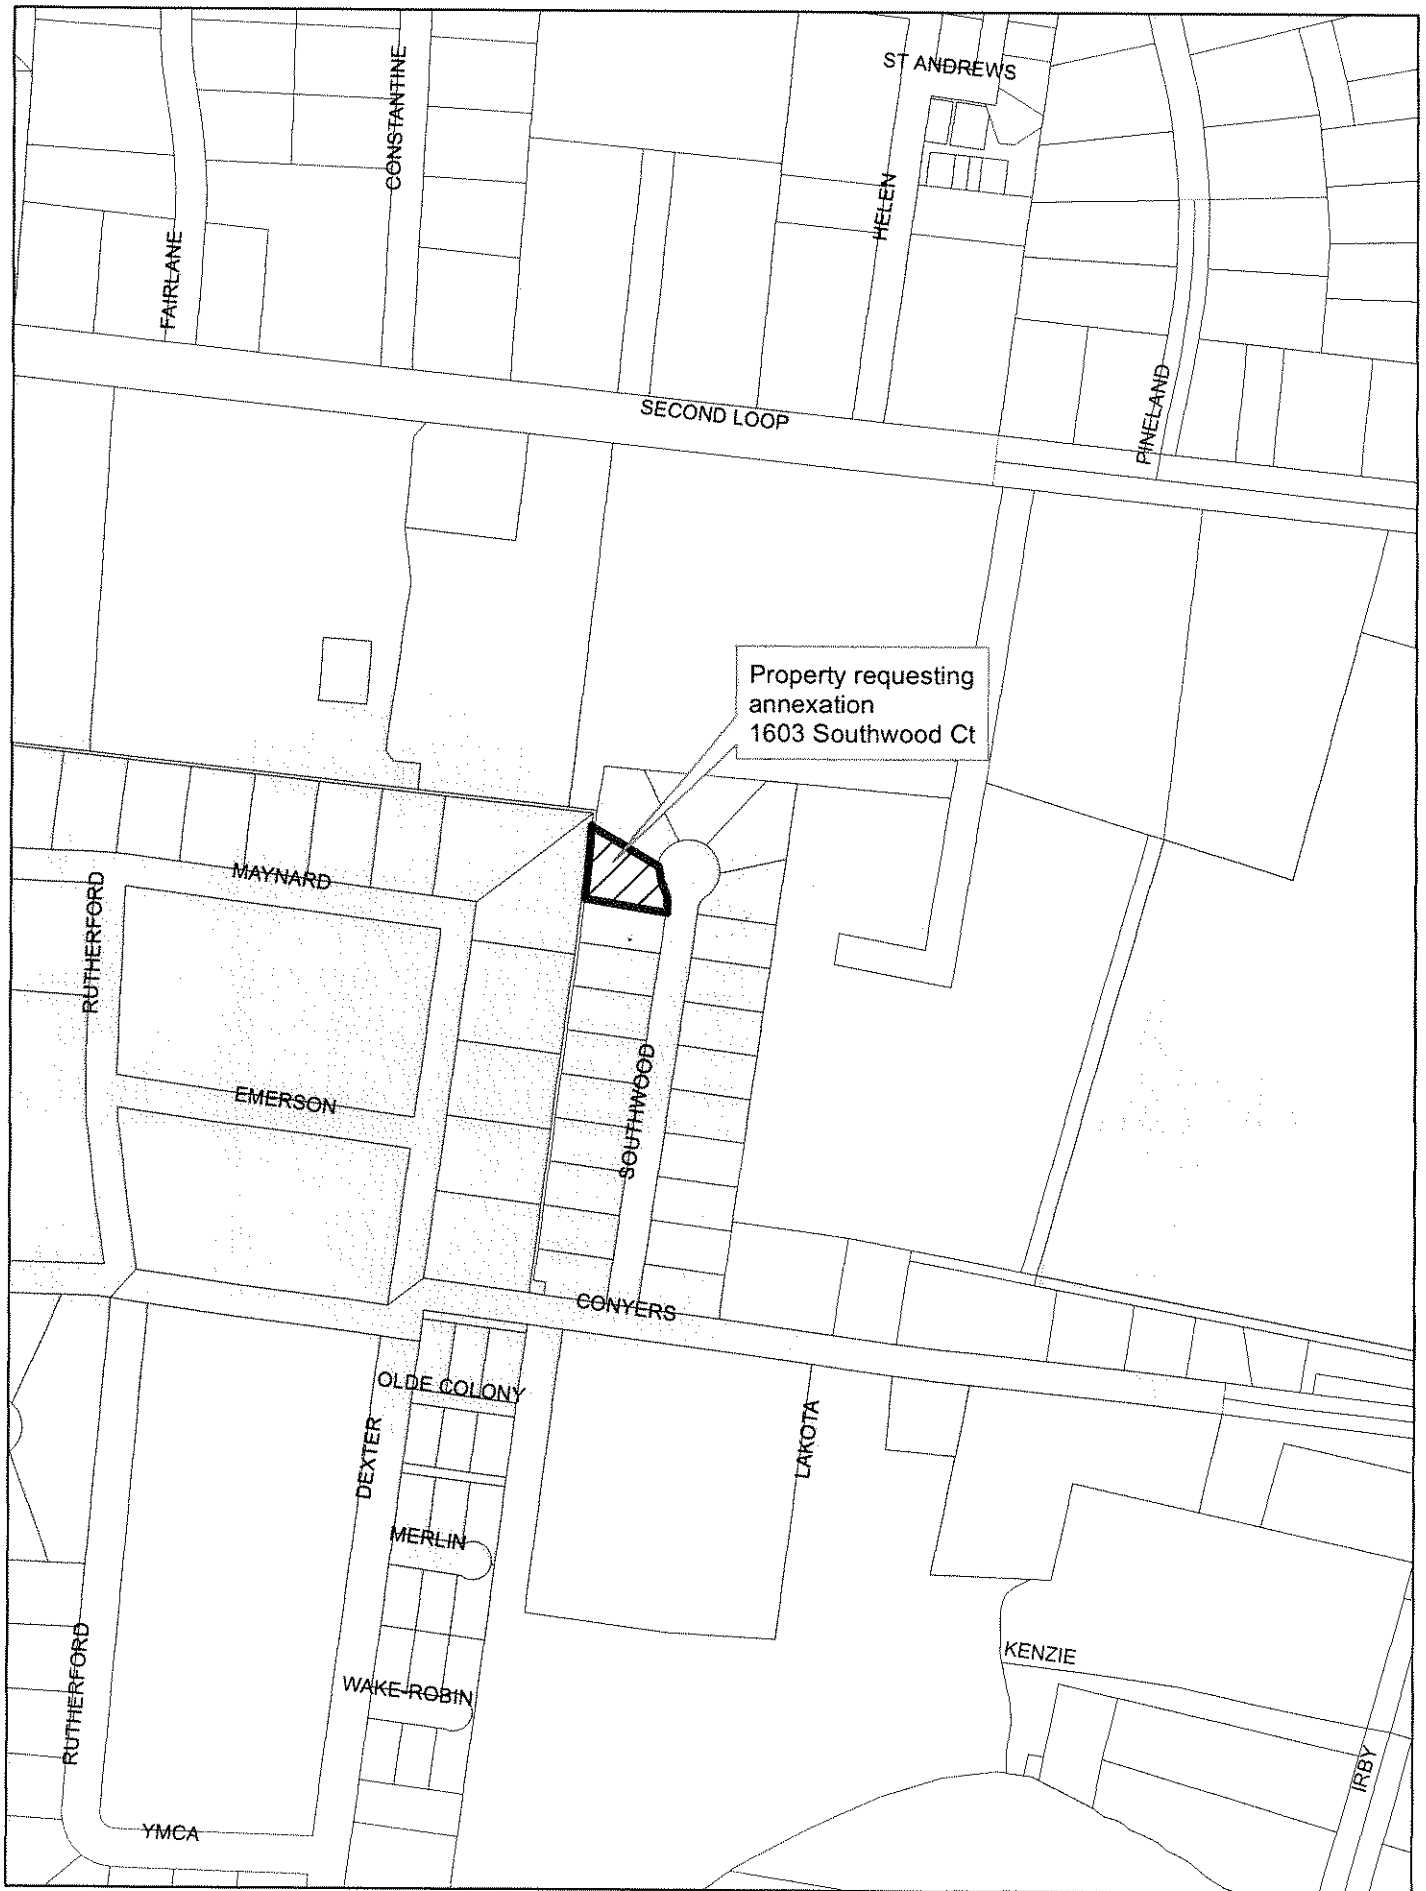 ST ANDREWS
CONSTANTINE
HELEN
FAIRLANE
SECOND LOOP
PINELAND
Property requesting
annexation
1603 Southwood Ct
MAYNARD
RUTHERFORD
EMERSON
SOUTHWOOD
CONYERS
OLDE COLONY
DEXTER
LAKOTA
MERLIN
RUTHERFORD
KENZIE
WAKE-ROBIN
IRBY
YMCA